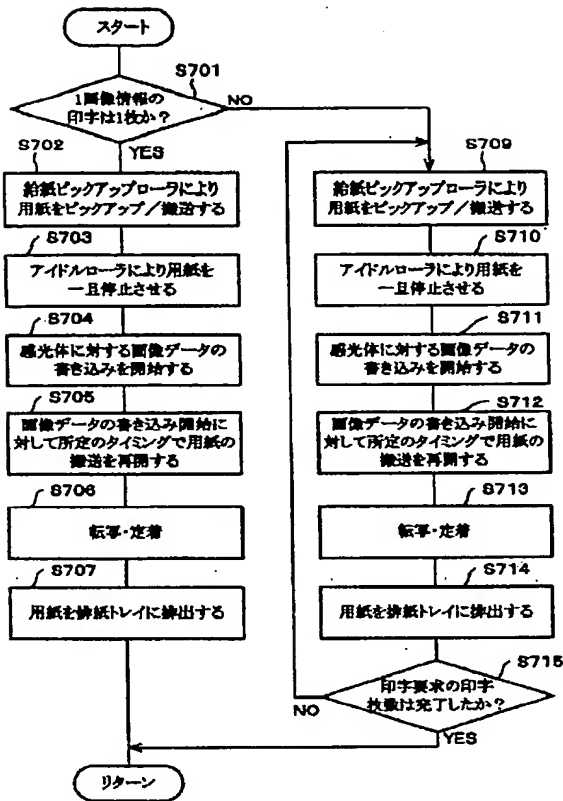 スタート
S701
1画像情報の
印字は1枚か?
NO
YES
S702
給紙ピックアップローラにより
用紙をピックアップ/搬送する
S703
アイドルローラにより用紙を
一旦停止させる
S704
感光体に対する画像データの
書き込みを開始する
S705
画像データの書き込み開始に
対して所定のタイミングで用紙の
搬送を再開する
S706
転写・定着
S707
用紙を排紙トレイに排出する
S709
給紙ピックアップローラにより
用紙をピックアップ/搬送する
S710
アイドルローラにより用紙を
一旦停止させる
S711
感光体に対する画像データの
書き込みを開始する
S712
画像データの書き込み開始に
対して所定のタイミングで用紙の
搬送を再開する
S713
転写・定着
S714
用紙を排紙トレイに排出する
S715
印字要求の印字
枚数は完了したか?
NO
YES
リターン